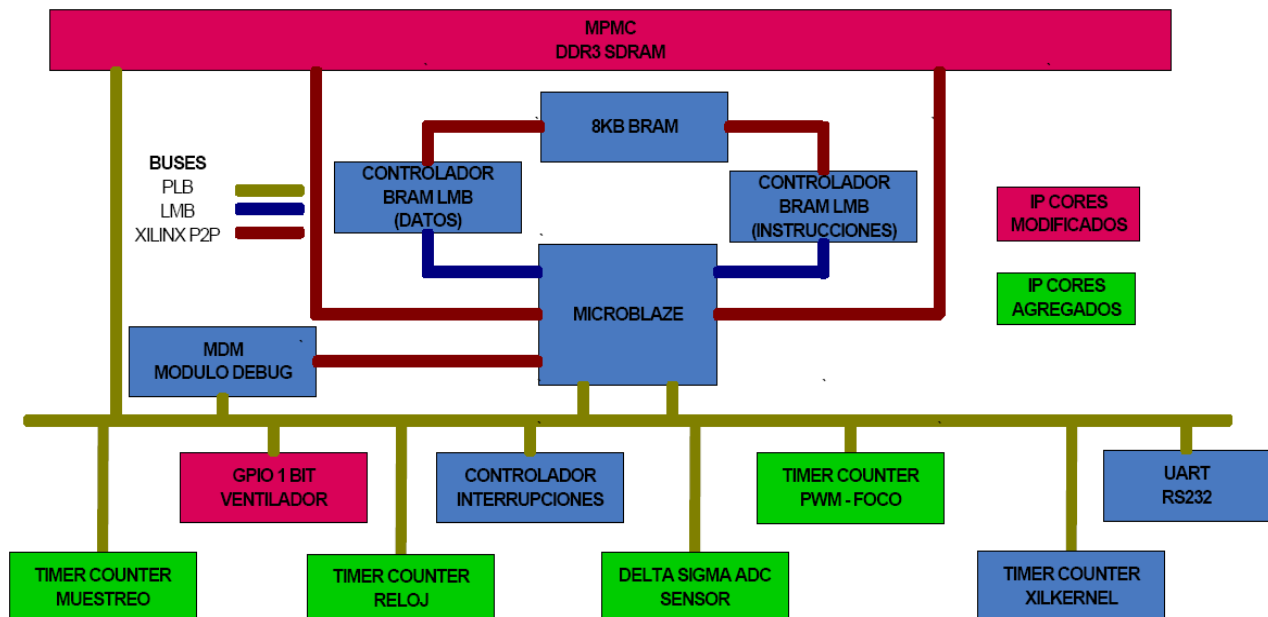 MPMC
DDR3 SDRAM
8KB BRAM
BUSES
PLB
LMB
XILINX P2P
CONTROLADOR
BRAM LMB
(DATOS)
CONTROLADOR
BRAM LMB
(INSTRUCCIONES)
IP CORES
MODIFICADOS
MICROBLAZE
IP CORES
AGREGADOS
MDM
MODULO DEBUG
GPIO 1 BIT
VENTILADOR
CONTROLADOR
INTERRUPCIONES
TIMER COUNTER
PWM - FOCO
UART
RS232
TIMER COUNTER
MUESTREO
TIMER COUNTER
RELOJ
DELTA SIGMA ADC
SENSOR
TIMER COUNTER
XILKERNEL